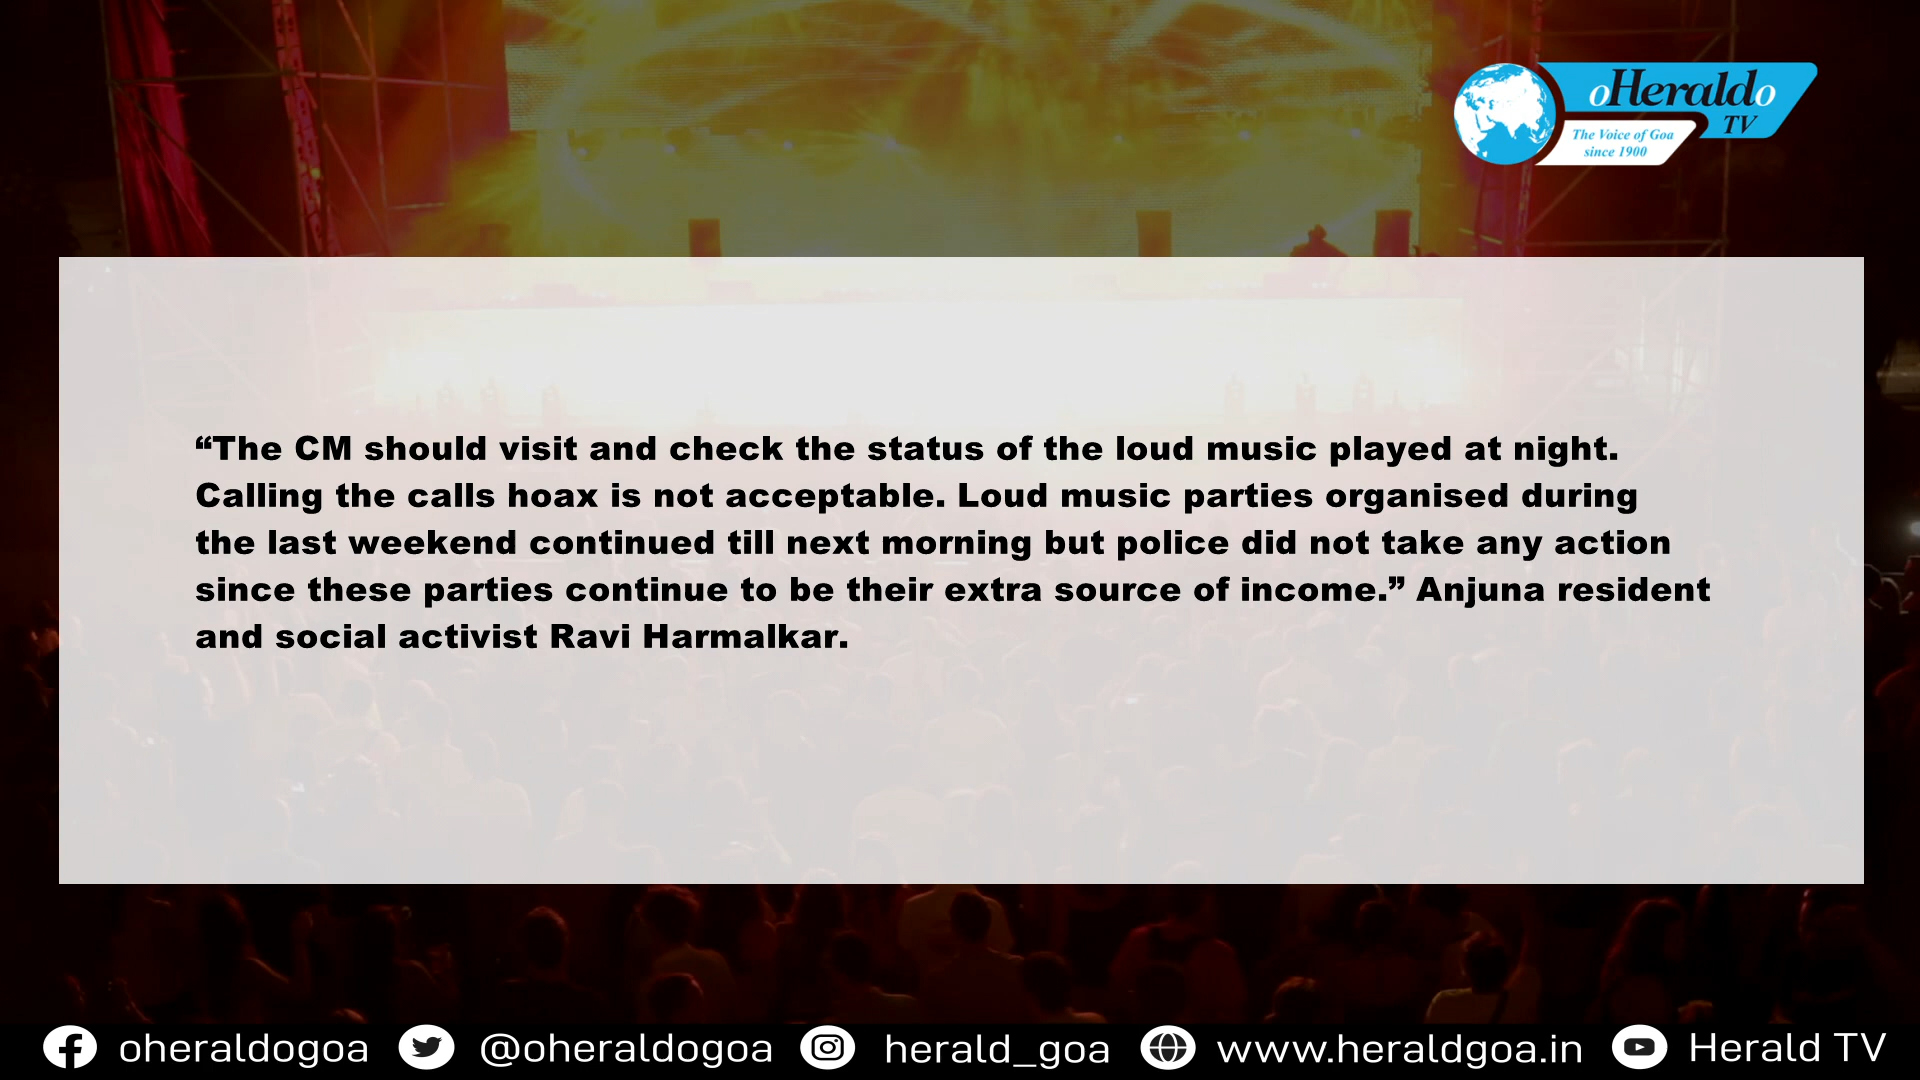 oHeraldo
TV
The Voice of Goa
since 1900
“The CM should visit and check the status of the loud music played at night.
Calling the calls hoax is not acceptable. Loud music parties organised during
the last weekend continued till next morning but police did not take any action
since these parties continue to be their extra source of income.” Anjuna resident
and social activist Ravi Harmalkar.
oheraldogoa @oheraldogoa herald_goa www.heraldgoa.in Herald TV